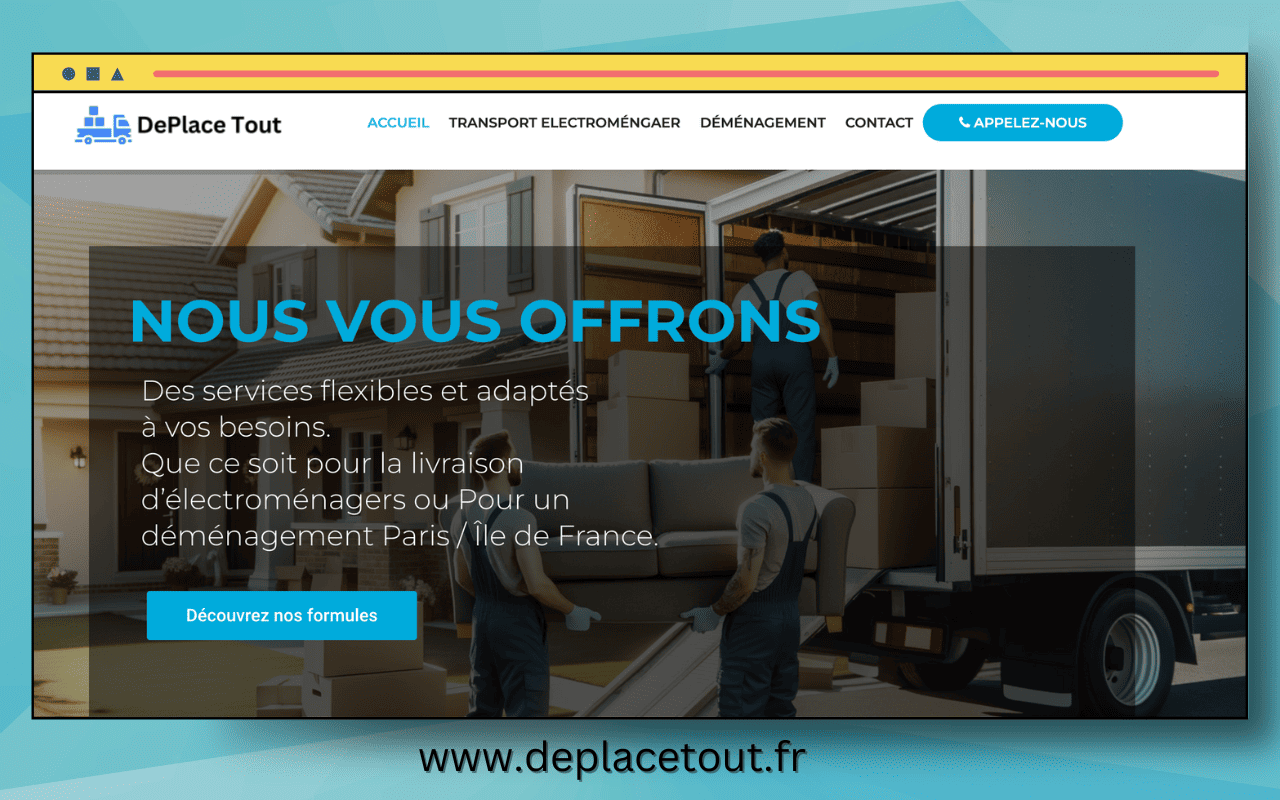 DePlace Tout
ACCUEIL TRANSPORT ELECTROMÉNGAER DÉMÉNAGEMENT CONTACT APPELEZ-NOUS
NOUS VOUS OFFRONS
Des services flexibles et adaptés
à vos besoins.
Que ce soit pour la livraison
d’électroménagers ou Pour un
déménagement Paris / Île de France.
Découvrez nos formules
www.deplacetout.fr